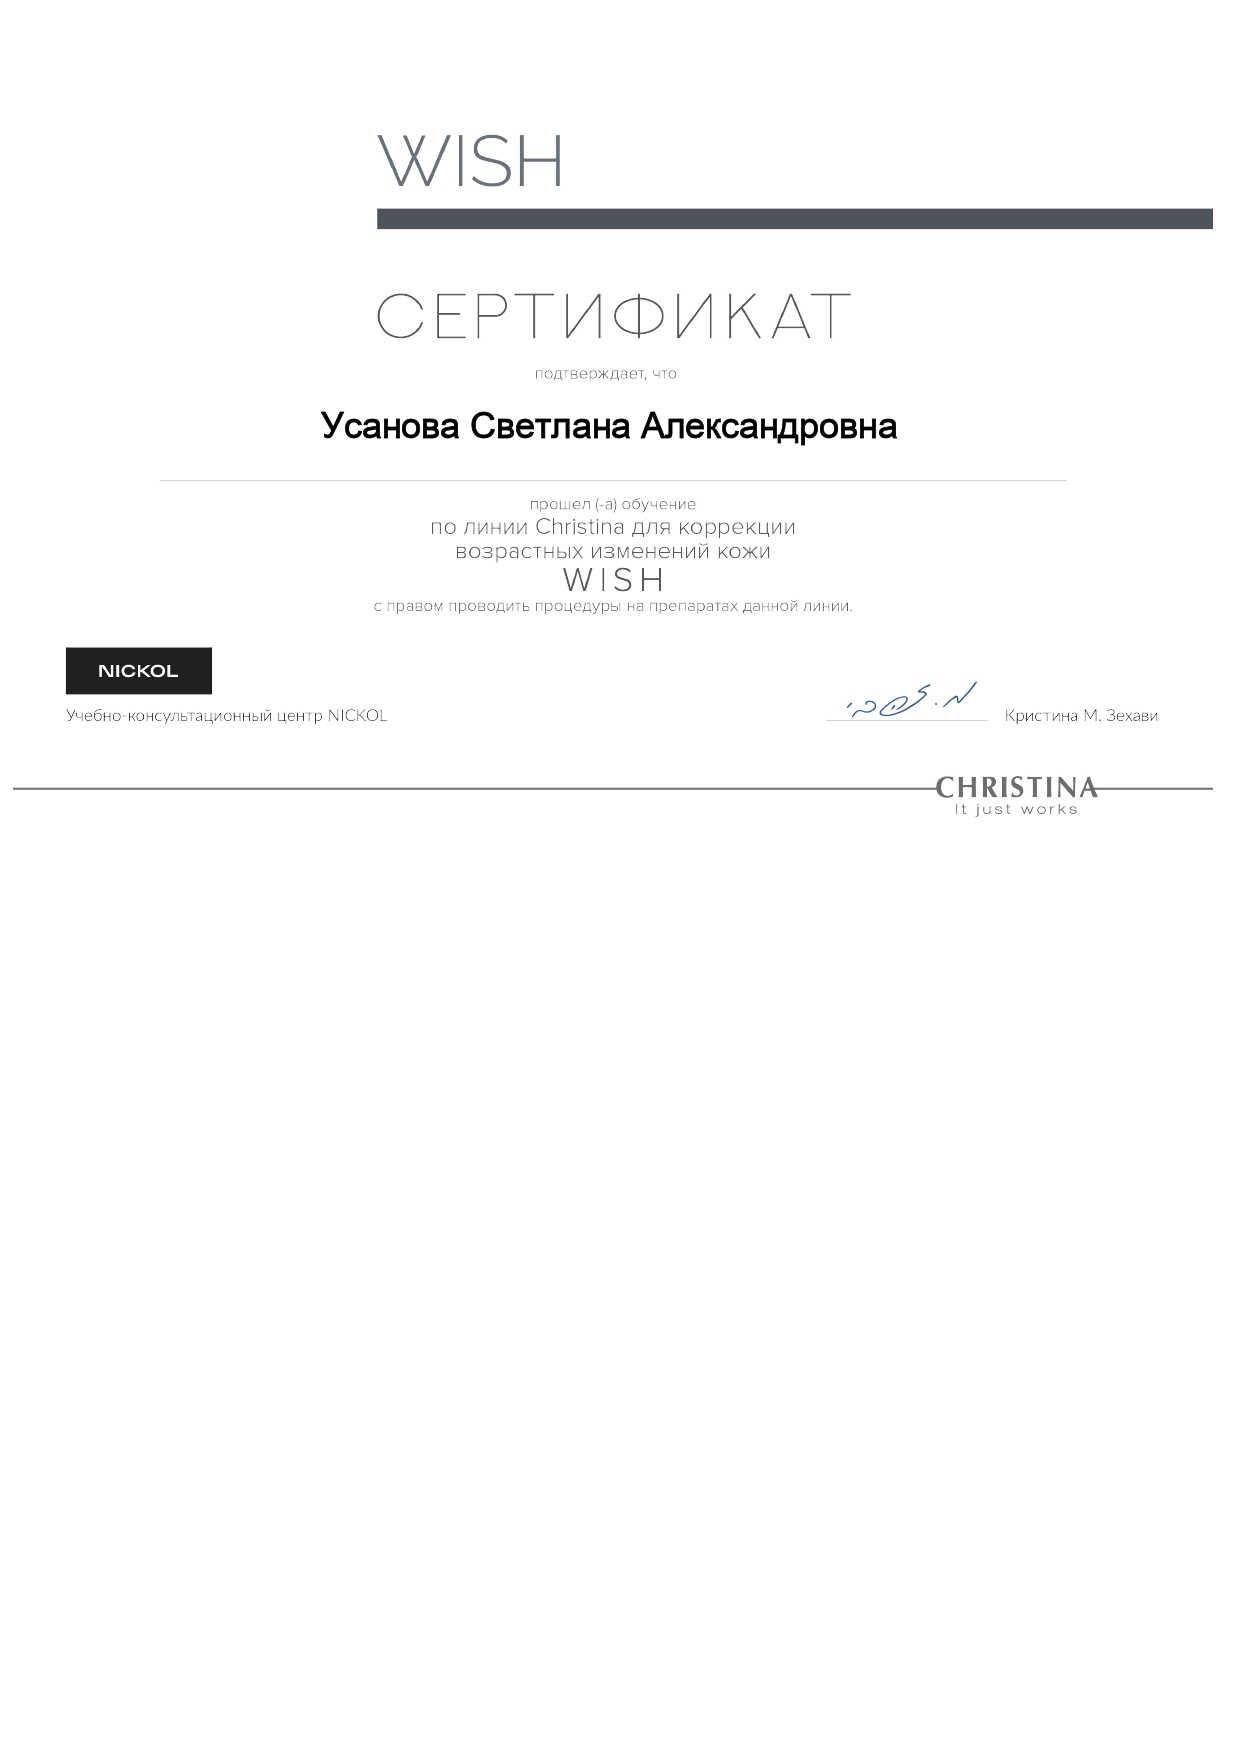 WISH
СЕРТИФИКАТ
подтверждает, что
Усанова Светлана Александровна
прошел (-а) обучение
по линии Christina для коррекции
возрастных изменений кожи
WISH
с правом проводить процедуры на препаратах данной линии.
NICKOL
Учебно-консультационный центр NICKOL
Кристина М. Зехави
CHRISTINA
It just works